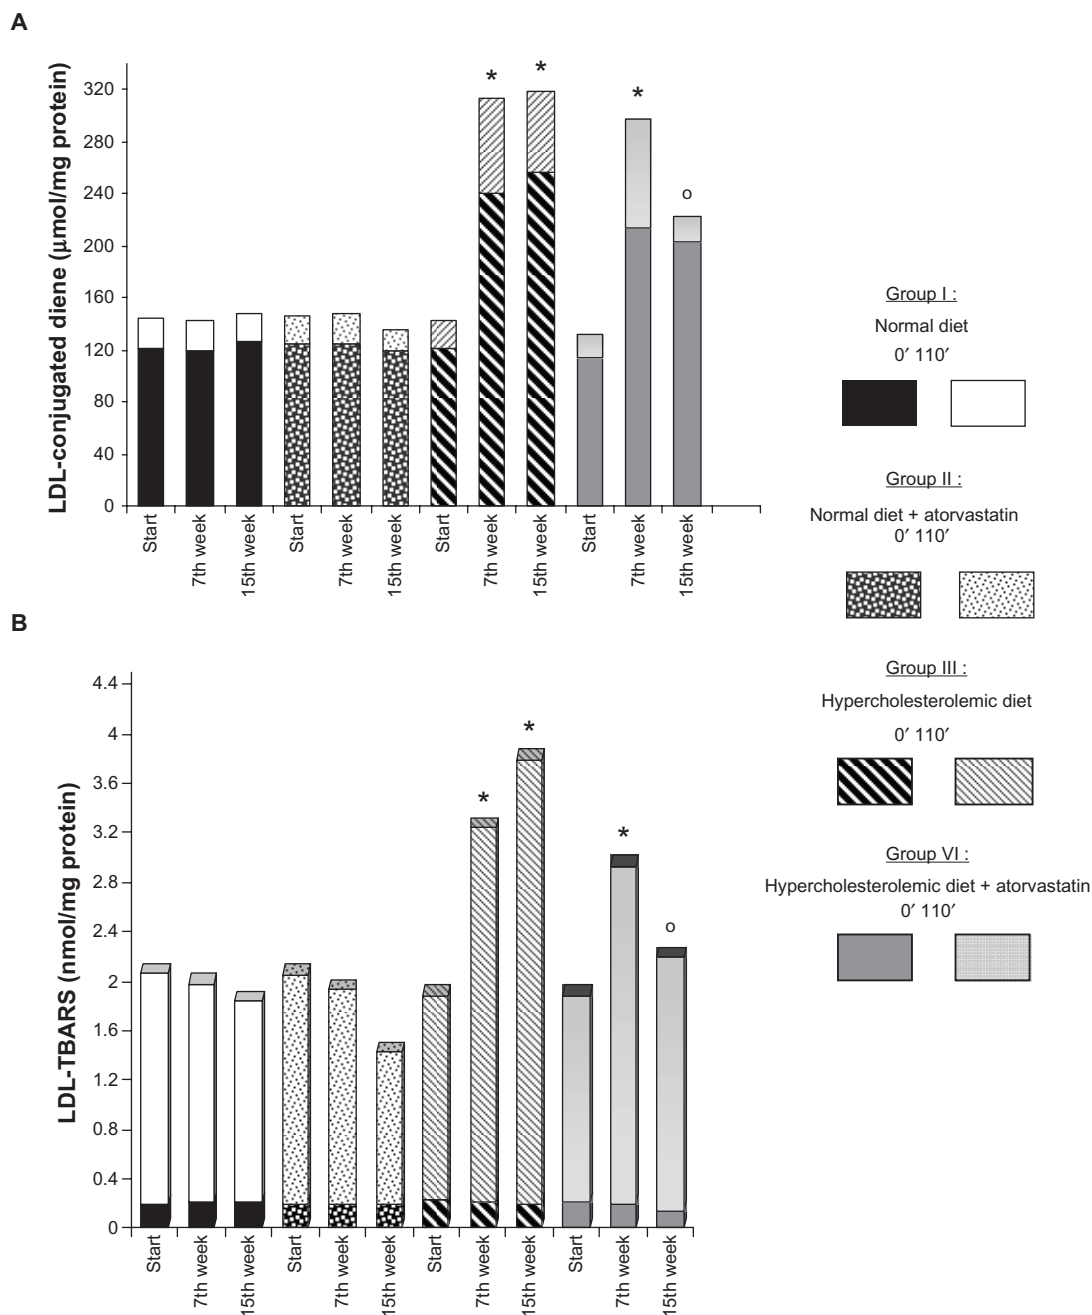 A
LDL-conjugated diene (μmol/mg protein)
320
280
240
200
160
120
80
40
0
*
*
*
o
Start
7th week
15th week
Start
7th week
15th week
Start
7th week
15th week
Start
7th week
15th week
B
LDL-TBARS (nmol/mg protein)
4.4
4
3.6
3.2
2.8
2.4
2
1.6
1.2
0.8
0.4
0
*
*
*
o
Start
7th week
15th week
Start
7th week
15th week
Start
7th week
15th week
Start
7th week
15th week
Group I :
Normal diet
0′ 110′
Group II :
Normal diet + atorvastatin
0′ 110′
Group III :
Hypercholesterolemic diet
0′ 110′
Group VI :
Hypercholesterolemic diet + atorvastatin
0′ 110′